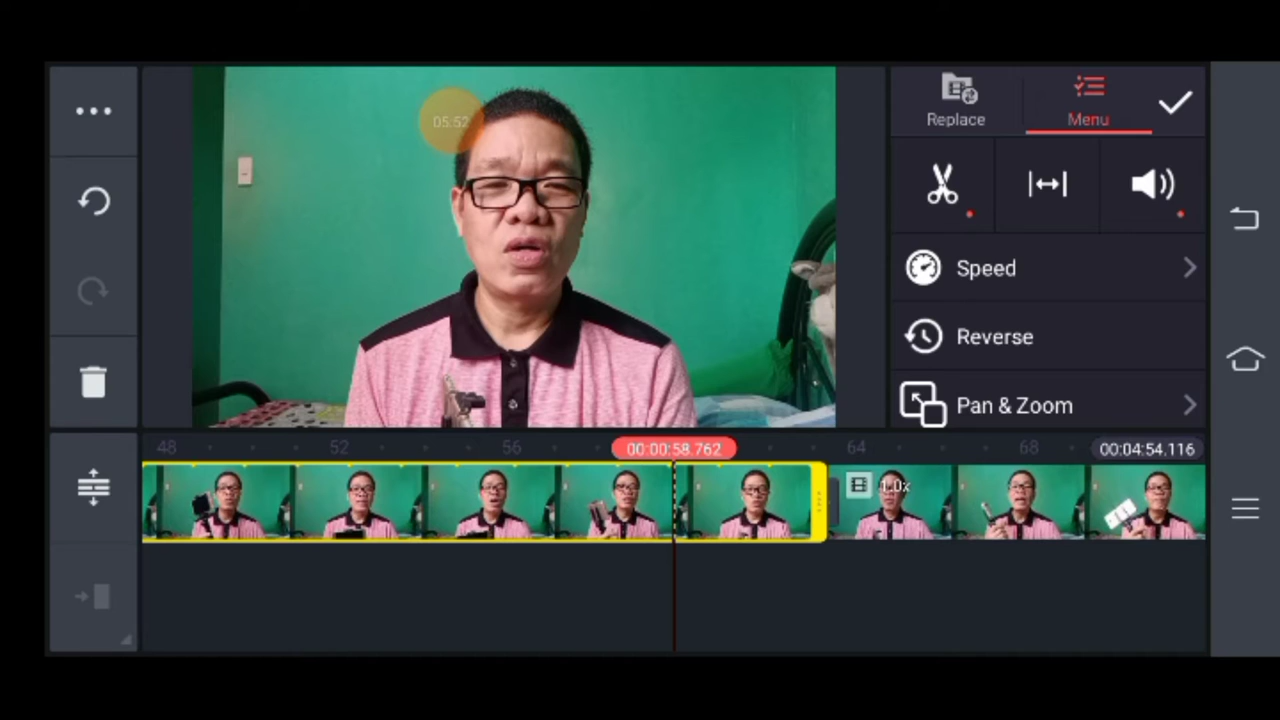 05:52
Replace
Menu
Speed
Reverse
Pan & Zoom
48
52
56
00:00:58.762
64
68
00:04:54.116
1.0x